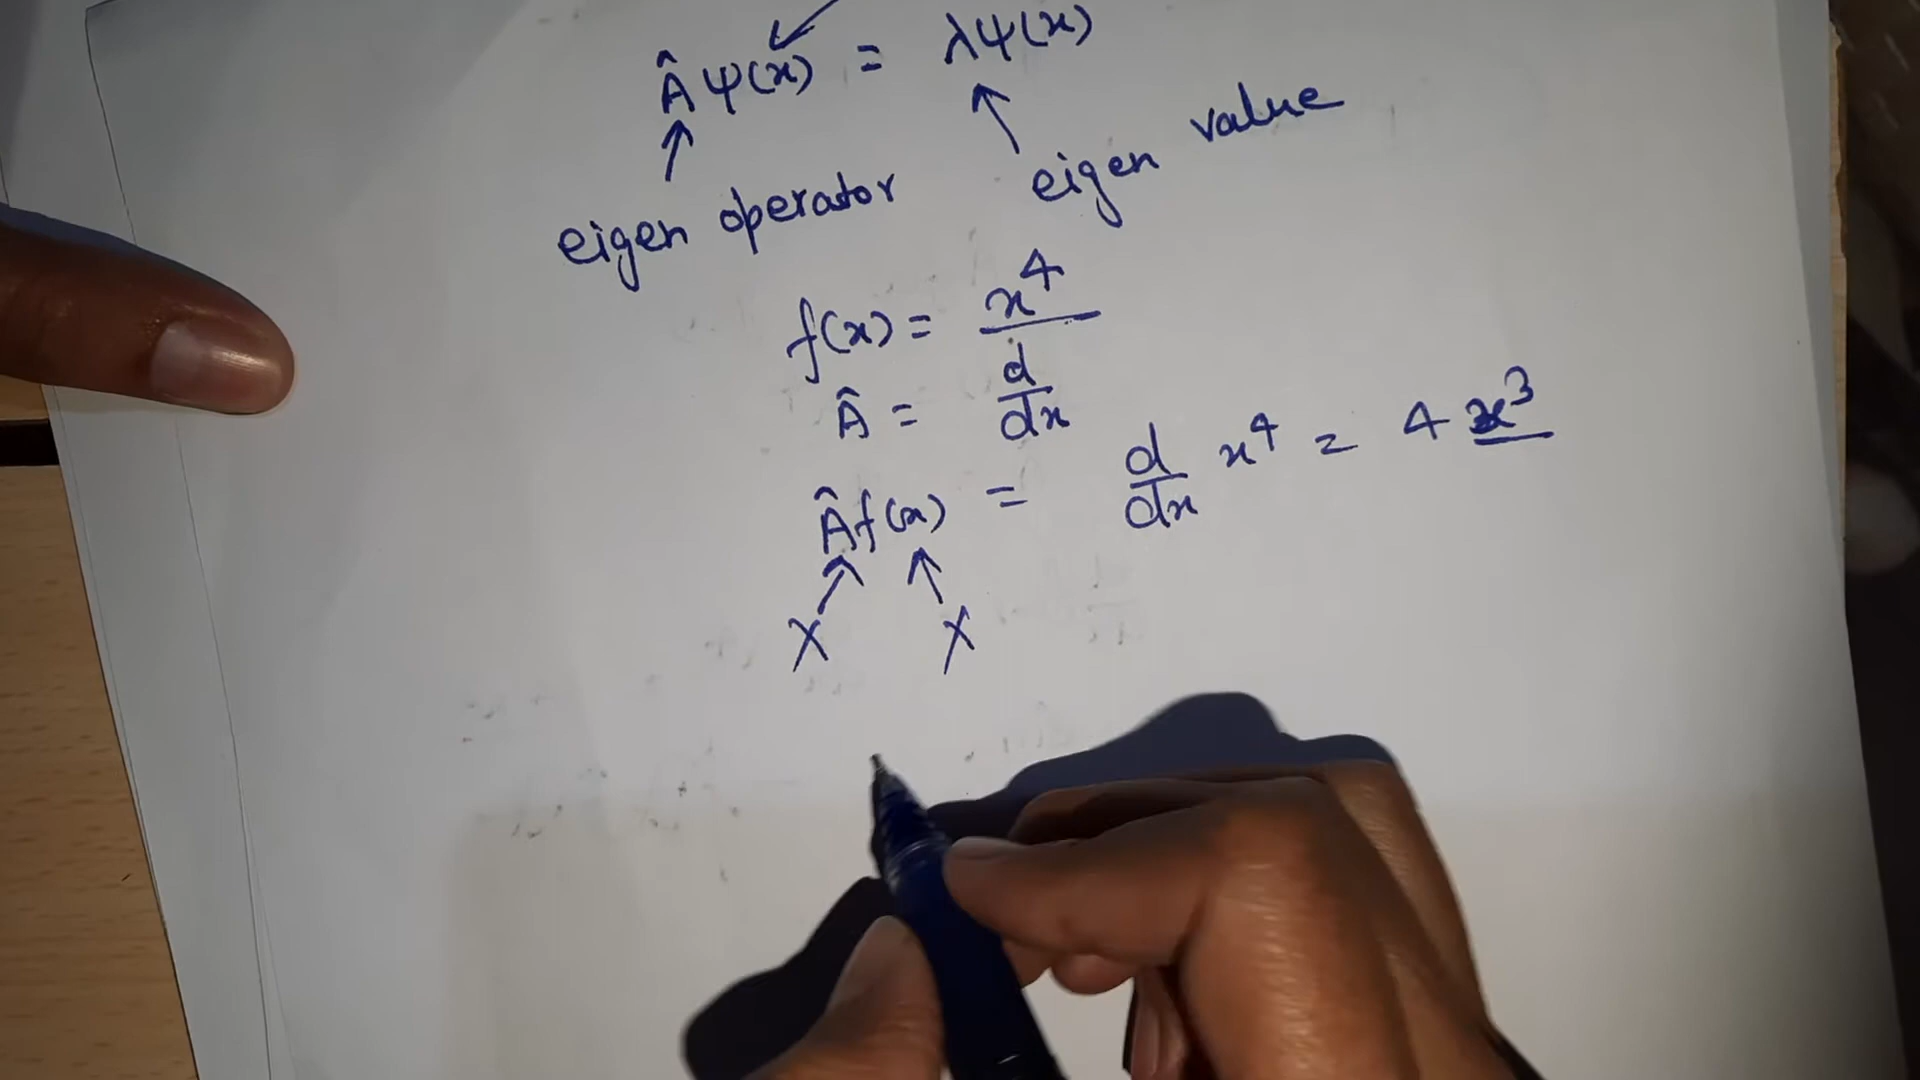 Âψ(x) = λψ(x)
eigen operator
eigen value
f(x) = x⁴
Â = d/dx
Âf(x) = d/dx x⁴ = 4x³
X X